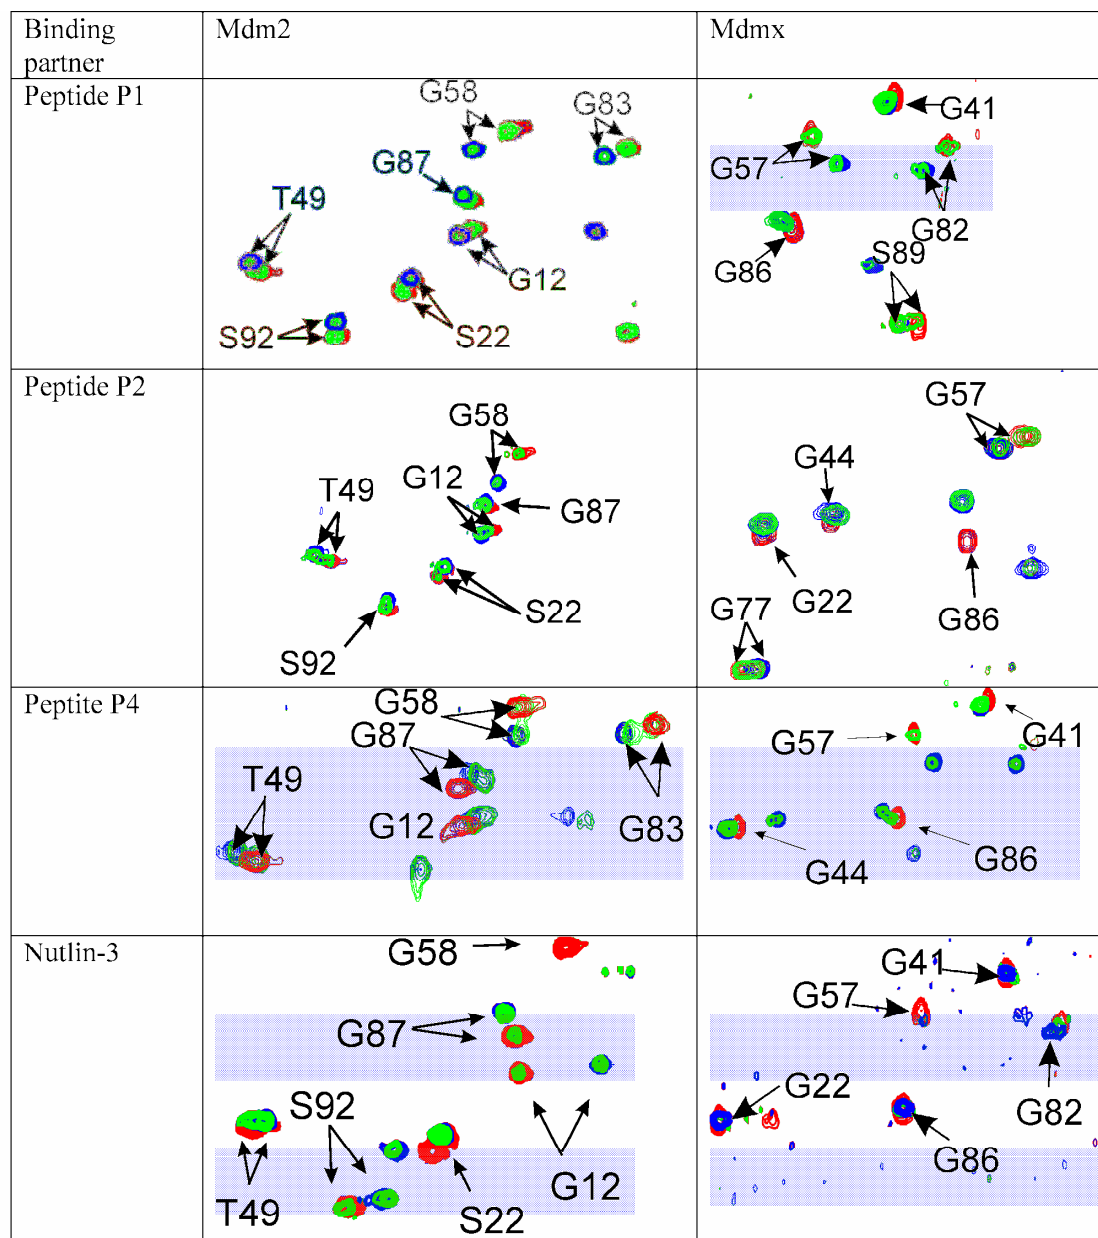 Binding partner
Mdm2
Mdmx
Peptide P1
G58
G83
G87
T49
G12
S92
S22
G41
G57
G82
G86
S89
Peptide P2
G58
G12
T49
G87
S22
S92
G57
G44
G22
G77
G86
Peptite P4
G58
G87
T49
G12
G83
G57
G41
G44
G86
Nutlin-3
G58
G87
S92
T49
S22
G12
G41
G57
G22
G82
G86